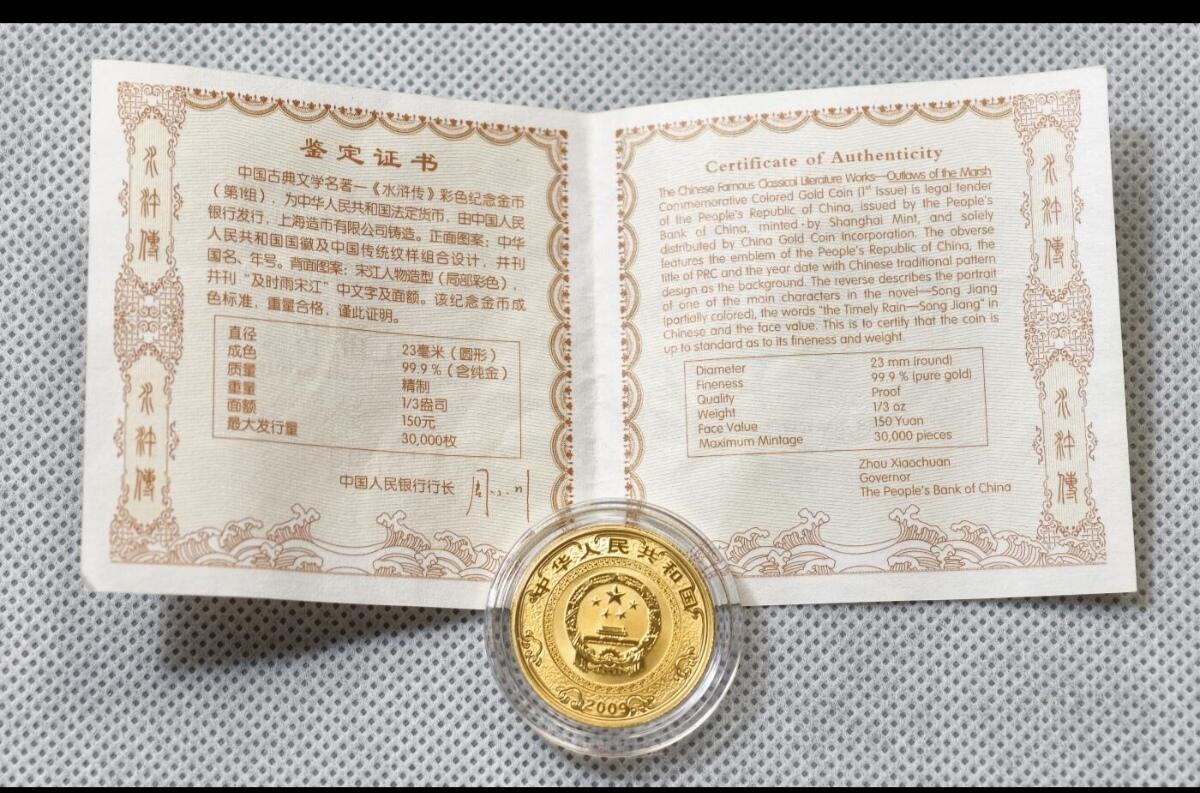 鉴定证书
中国古典文学名著—《水浒传》彩色纪念金币
（第1组），为中华人民共和国法定货币，由中国人民
银行发行，上海造币有限公司铸造。正面图案：中华
人民共和国国徽及中国传统纹样组合设计，并刊
国名、年号。背面图案：宋江人物造型（局部彩色），
并刊“及时雨宋江”中文字及面额。该纪念金币成
色标准，重量合格，谨此证明。
直径 23毫米（圆形）
成色 99.9 %（含纯金）
质量 精制
重量 1/3盎司
面额 150元
最大发行量 30,000枚
中国人民银行行长
水浒傳
水浒傳
Certificate of Authenticity
The Chinese Famous Classical Literature Works—Outlaws of the Marsh
Commemorative Colored Gold Coin (1st Issue) is legal tender
of the People's Republic of China, issued by the People's
Bank of China, minted by Shanghai Mint, and solely
distributed by China Gold Coin Incorporation. The obverse
features the emblem of the People's Republic of China, the
title of PRC and the year date with Chinese traditional pattern
design as the background. The reverse describes the portrait
of one of the main characters in the novel—Song Jiang
(partially colored), the words "the Timely Rain—Song Jiang" in
Chinese and the face value. This is to certify that the coin is
up to standard as to its fineness and weight.
Diameter 23 mm (round)
Fineness 99.9 % (pure gold)
Quality Proof
Weight 1/3 oz
Face Value 150 Yuan
Maximum Mintage 30,000 pieces
Zhou Xiaochuan
Governor
The People's Bank of China
水浒傳
水浒傳
中华人民共和国
2009